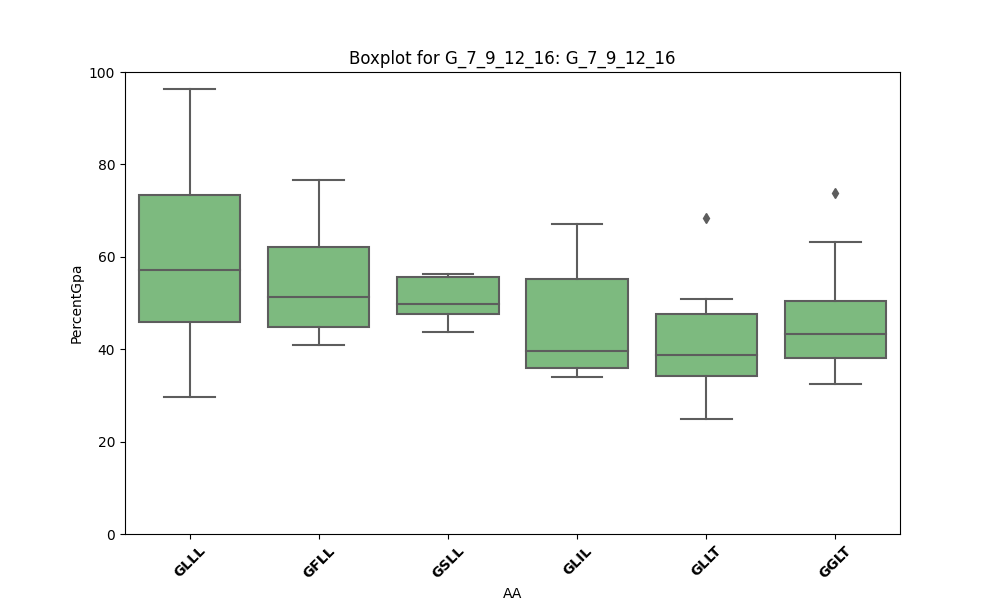 Boxplot for G_7_9_12_16: G_7_9_12_16
100
80
60
40
20
0
PercentGpa
GLLL
GFLL
GSLL
GLIL
GLLT
GGLT
AA